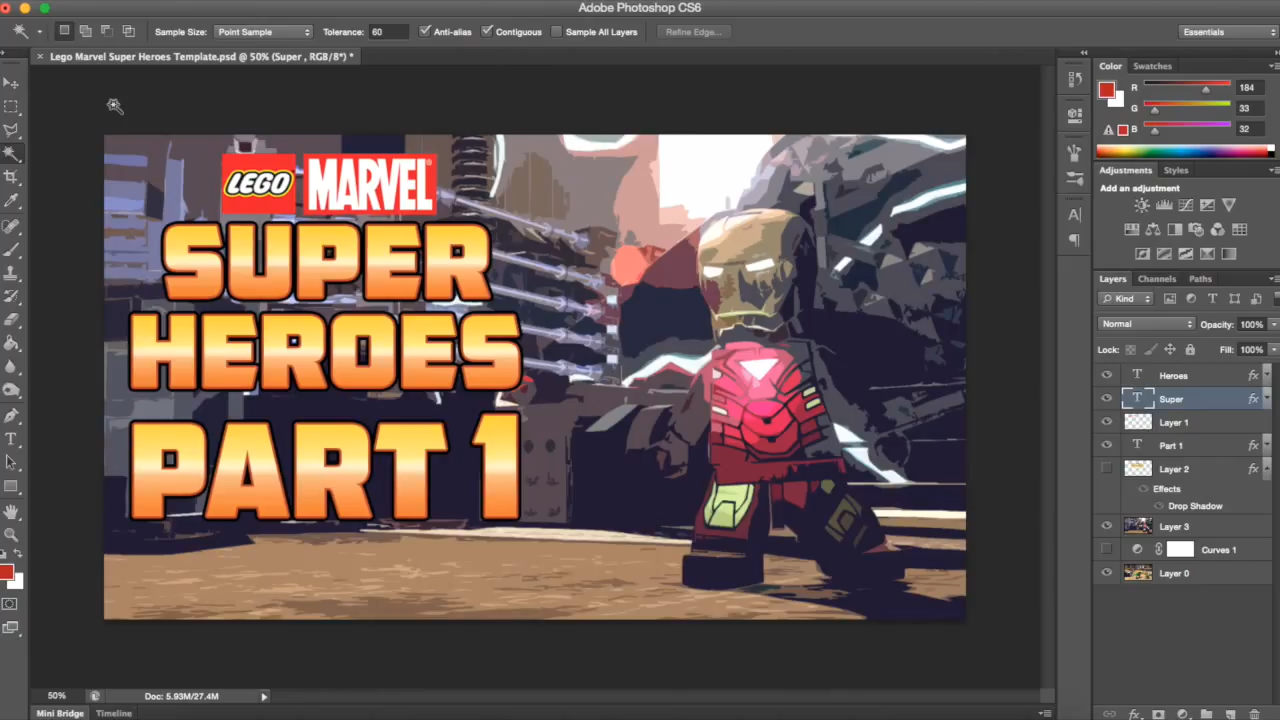 Adobe Photoshop CS6
Sample Size: Point Sample Tolerance: 60 Anti-alias Contiguous Sample All Layers Refine Edge... Essentials
× Lego Marvel Super Heroes Template.psd @ 50% (Super , RGB/8*) *
Color Swatches
R 184
G 33
B 32
Adjustments Styles
Add an adjustment
Layers Channels Paths
Kind
Normal Opacity: 100%
Lock: Fill: 100%
T Heroes fx
T Super fx
Layer 1
T Part 1 fx
Layer 2 fx
Effects
Drop Shadow
Layer 3
Curves 1
Layer 0
LEGO MARVEL
SUPER
HEROES
PART 1
50% Doc: 5.93M/27.4M
Mini Bridge Timeline